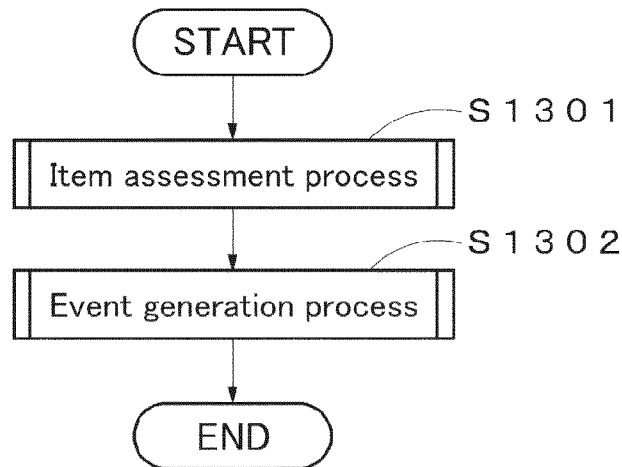 START
S1301
Item assessment process
S1302
Event generation process
END